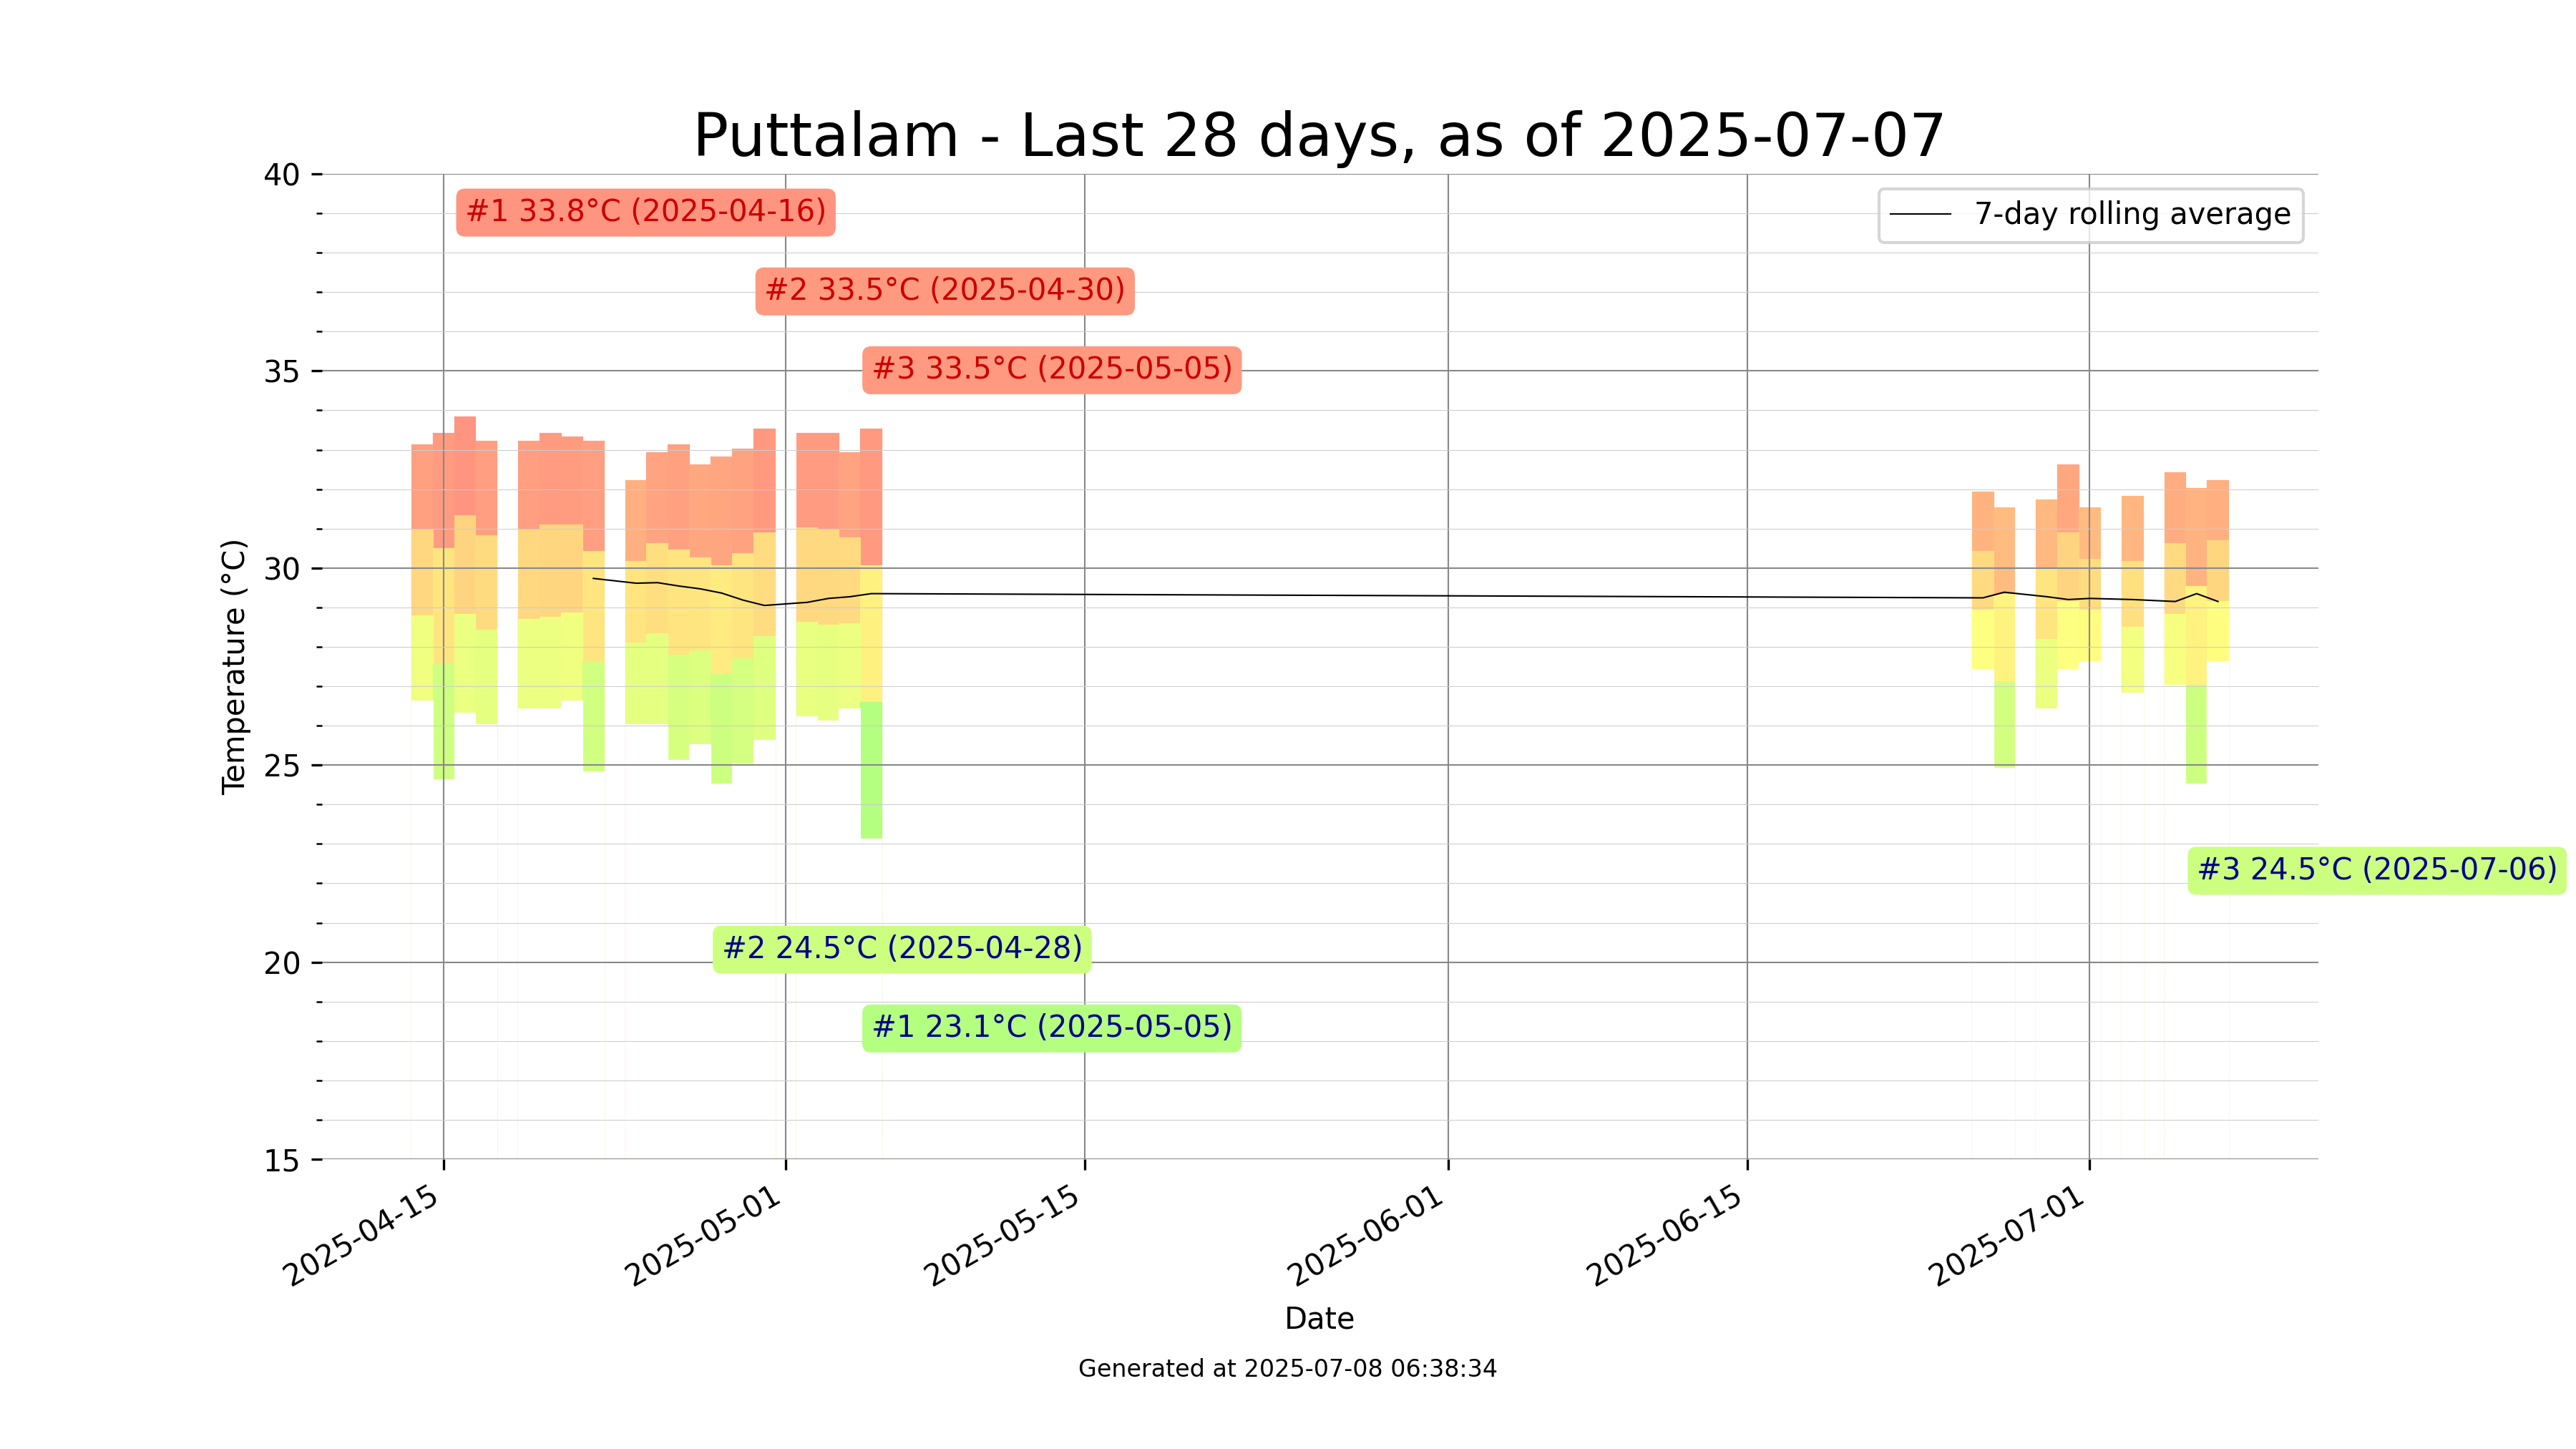 Puttalam - Last 28 days, as of 2025-07-07
40
#1 33.8°C (2025-04-16)
7-day rolling average
#2 33.5°C (2025-04-30)
35
#3 33.5°C (2025-05-05)
30
Temperature (°C)
25
#3 24.5°C (2025-07-06)
#2 24.5°C (2025-04-28)
20
#1 23.1°C (2025-05-05)
15
2025-04-15
2025-05-01
2025-05-15
2025-06-01
2025-06-15
2025-07-01
Date
Generated at 2025-07-08 06:38:34